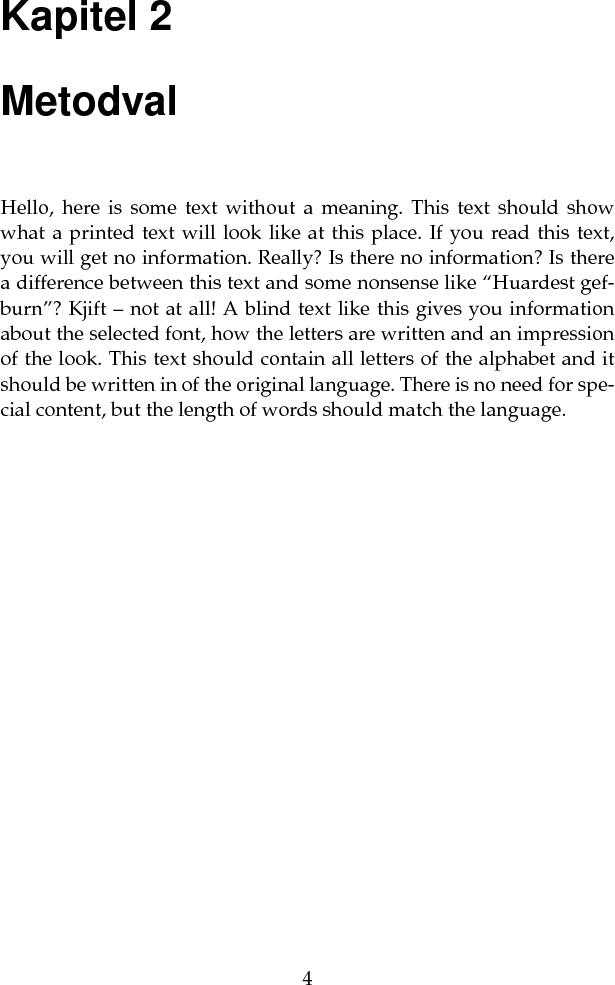 Kapitel 2
Metodval
Hello, here is some text without a meaning. This text should show
what a printed text will look like at this place. If you read this text,
you will get no information. Really? Is there no information? Is there
a difference between this text and some nonsense like “Huardest gef-
burn”? Kjift – not at all! A blind text like this gives you information
about the selected font, how the letters are written and an impression
of the look. This text should contain all letters of the alphabet and it
should be written in of the original language. There is no need for spe-
cial content, but the length of words should match the language.
4